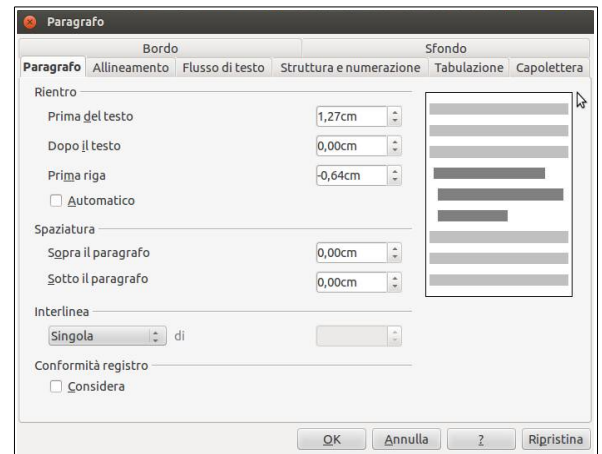 Paragrafo
Bordo Sfondo
Paragrafo Allineamento Flusso di testo Struttura e numerazione Tabulazione Capolettera
Rientro
Prima del testo 1,27cm
Dopo il testo 0,00cm
Prima riga -0,64cm
Automatico
Spaziatura
Sopra il paragrafo 0,00cm
Sotto il paragrafo 0,00cm
Interlinea
Singola di
Conformità registro
Considera
OK Annulla ? Ripristina